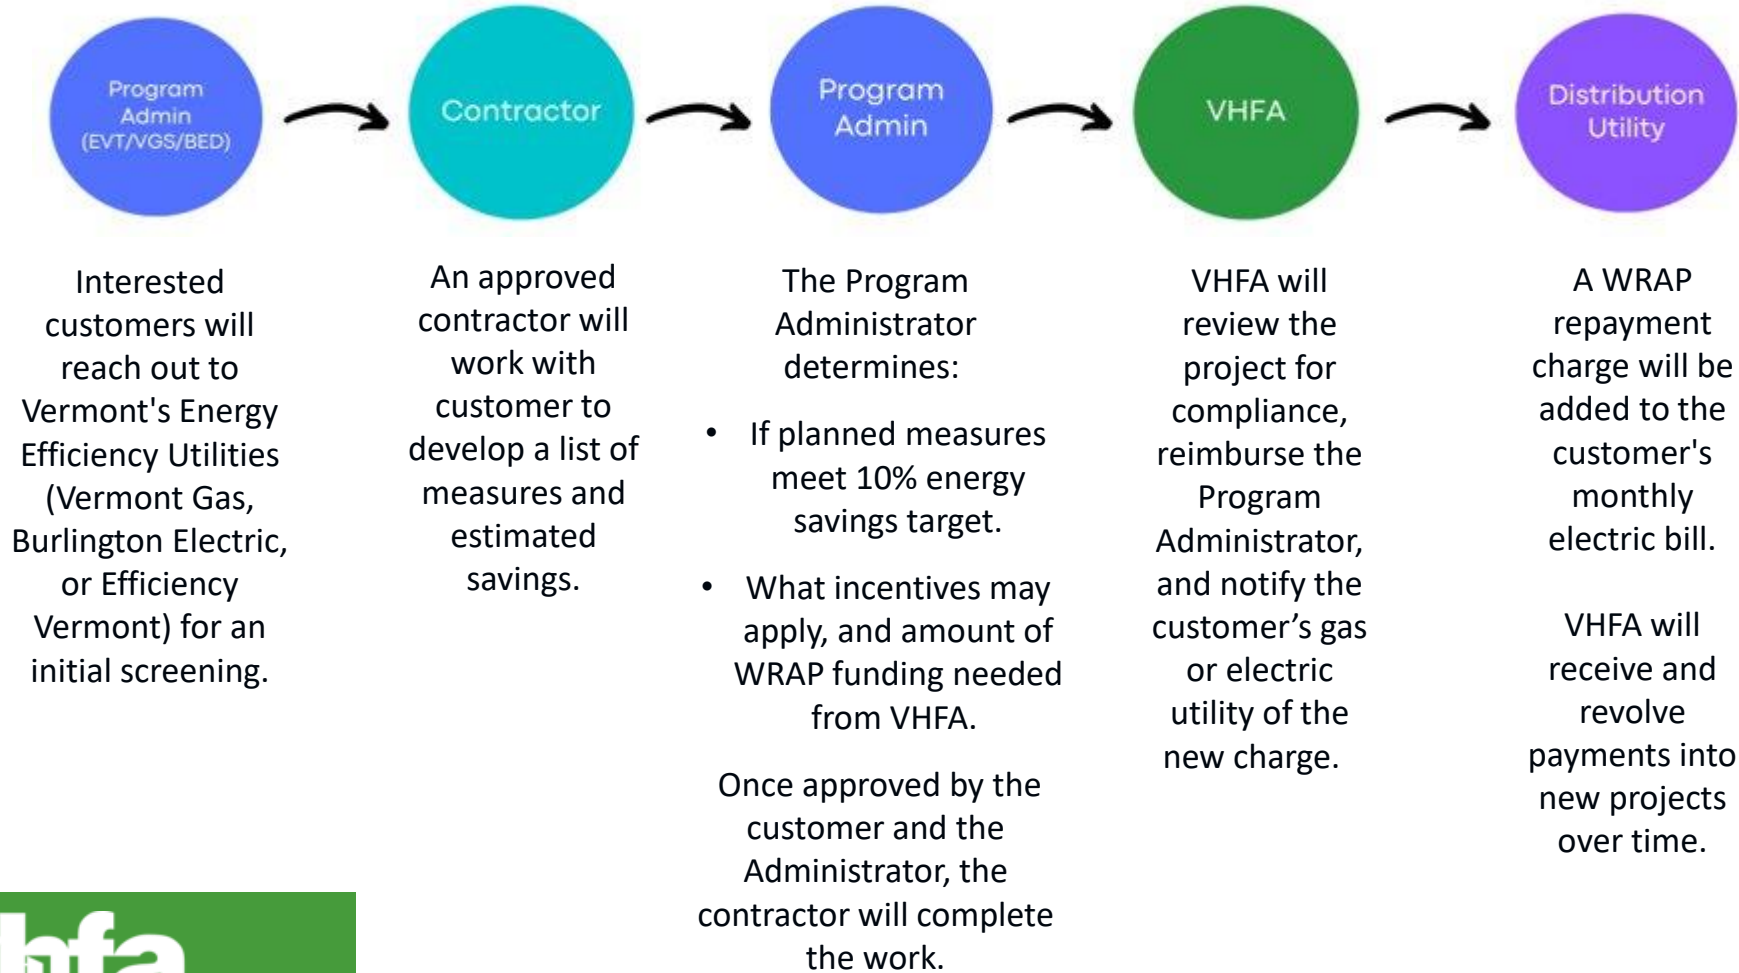 Program
Admin
(EVT/VGS/BED)
Contractor
Program
Admin
VHFA
Distribution
Utility
Interested
customers will
reach out to
Vermont's Energy
Efficiency Utilities
(Vermont Gas,
Burlington Electric,
or Efficiency
Vermont) for an
initial screening.
An approved
contractor will
work with
customer to
develop a list of
measures and
estimated
savings.
The Program
Administrator
determines:
• If planned measures
meet 10% energy
savings target.
• What incentives may
apply, and amount of
WRAP funding needed
from VHFA.
Once approved by the
customer and the
Administrator, the
contractor will complete
the work.
VHFA will
review the
project for
compliance,
reimburse the
Program
Administrator,
and notify the
customer’s gas
or electric
utility of the
new charge.
A WRAP
repayment
charge will be
added to the
customer's
monthly
electric bill.
VHFA will
receive and
revolve
payments into
new projects
over time.
hfa